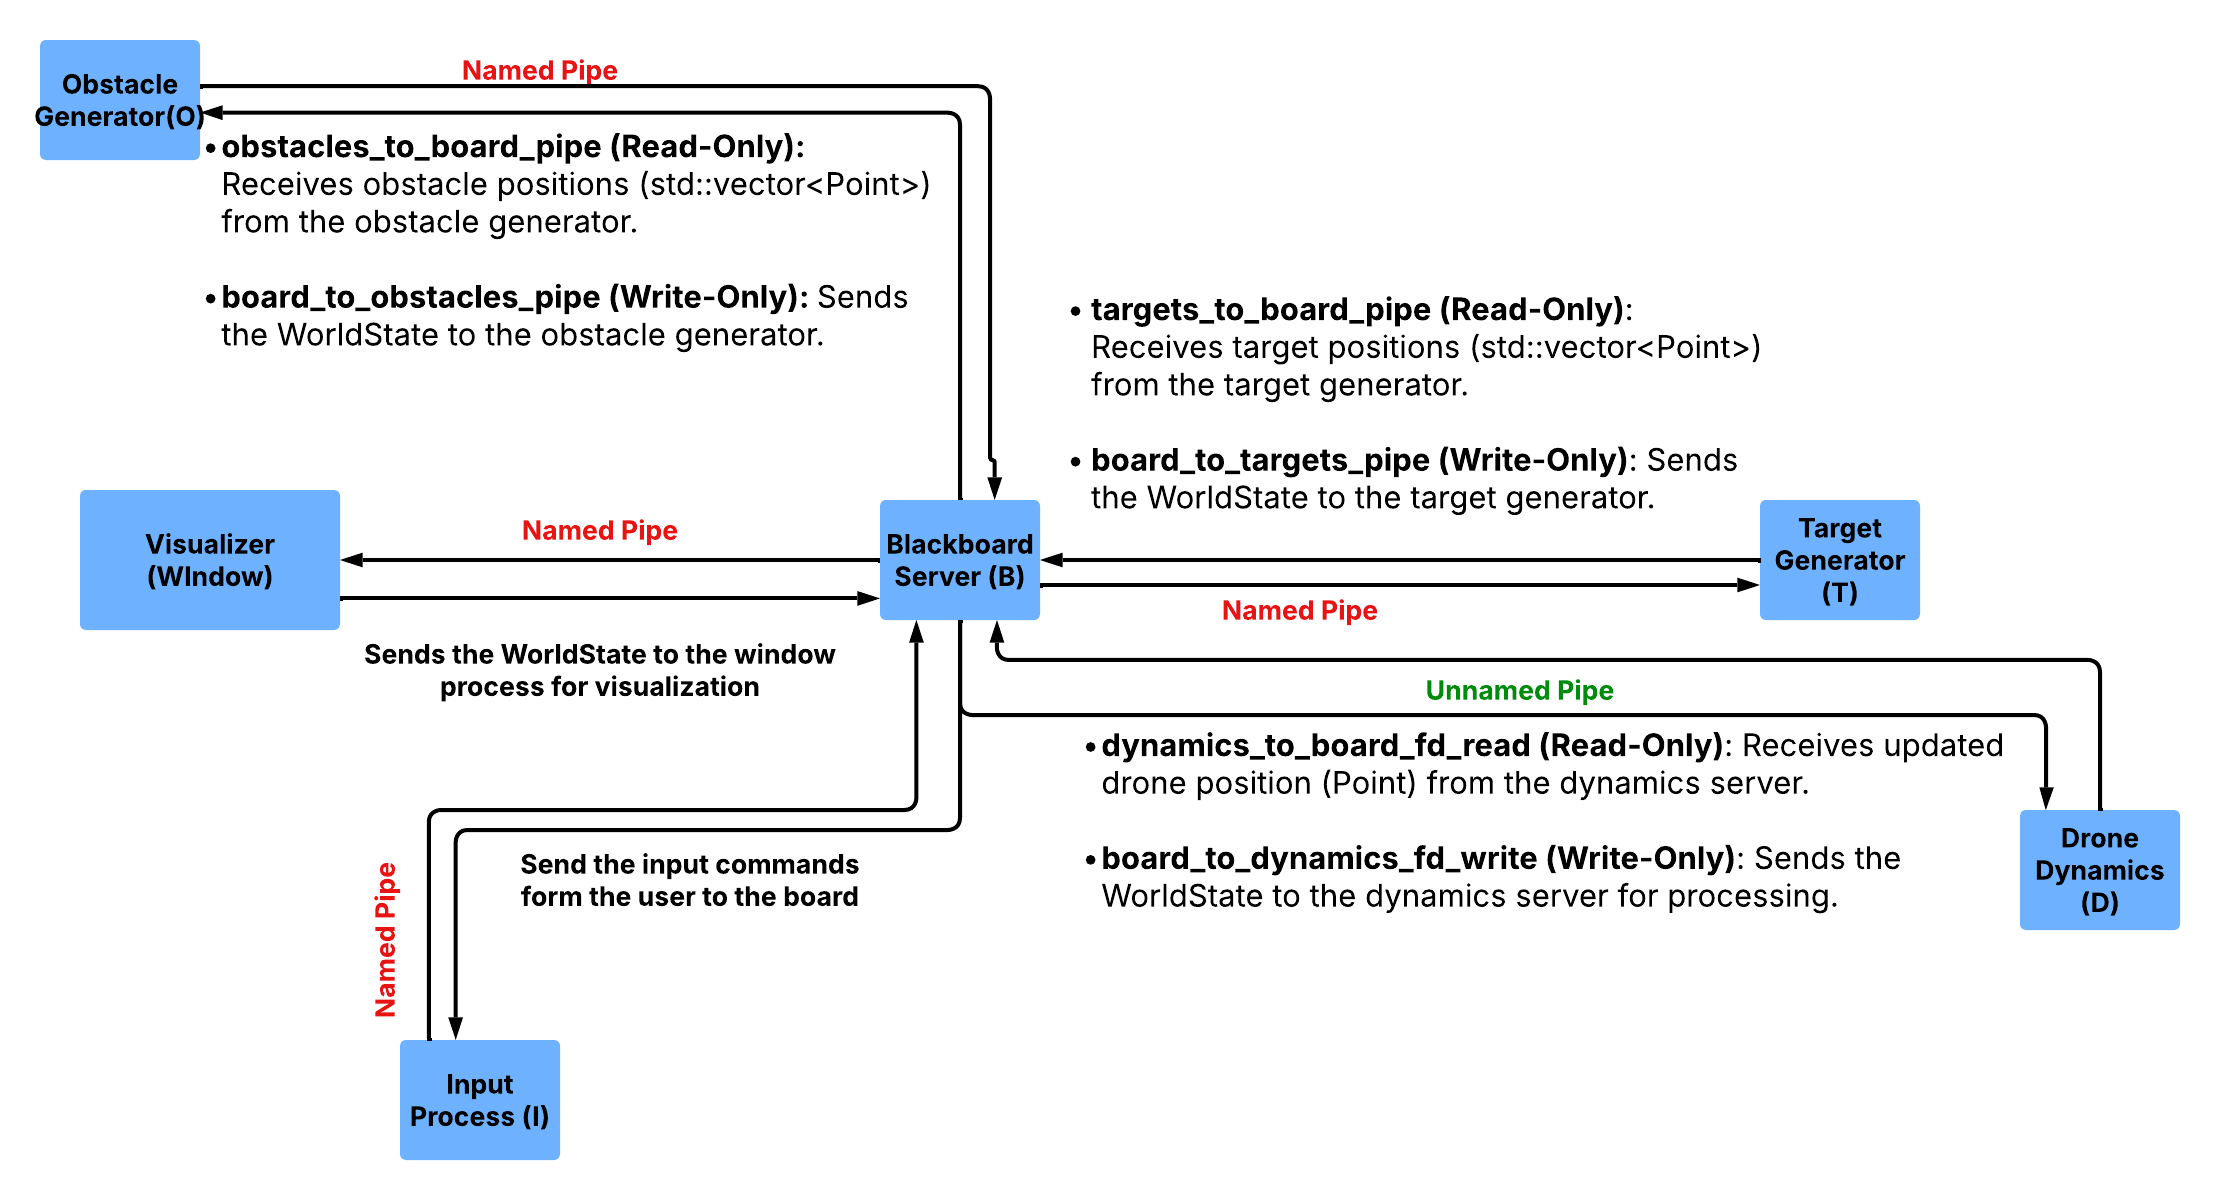 Obstacle
Generator(O)
Named Pipe
• obstacles_to_board_pipe (Read-Only):
Receives obstacle positions (std::vector<Point>)
from the obstacle generator.
• board_to_obstacles_pipe (Write-Only): Sends
the WorldState to the obstacle generator.
• targets_to_board_pipe (Read-Only):
Receives target positions (std::vector<Point>)
from the target generator.
• board_to_targets_pipe (Write-Only): Sends
the WorldState to the target generator.
Visualizer
(WIndow)
Named Pipe
Blackboard
Server (B)
Target
Generator
(T)
Named Pipe
Sends the WorldState to the window
process for visualization
Unnamed Pipe
• dynamics_to_board_fd_read (Read-Only): Receives updated
drone position (Point) from the dynamics server.
• board_to_dynamics_fd_write (Write-Only): Sends the
WorldState to the dynamics server for processing.
Drone
Dynamics
(D)
Send the input commands
form the user to the board
Named Pipe
Input
Process (I)